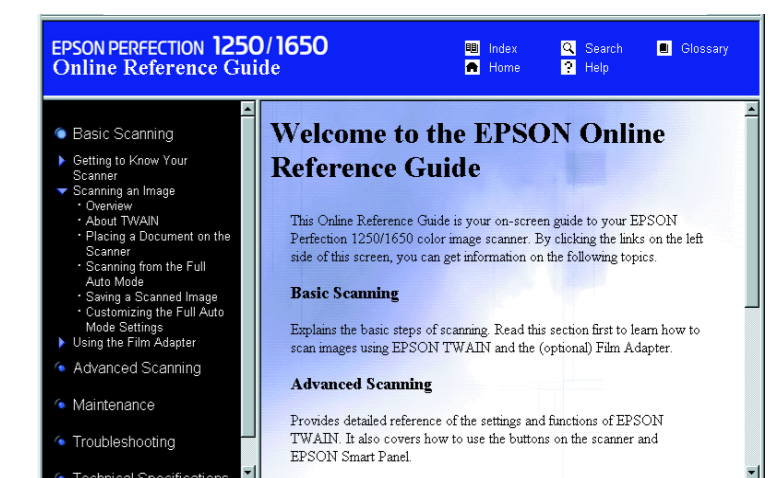 EPSON PERFECTION 1250/1650
Online Reference Guide
Index
Search
Glossary
Home
Help
Basic Scanning
Getting to Know Your
Scanner
Scanning an Image
· Overview
· About TWAIN
· Placing a Document on the
Scanner
· Scanning from the Full
Auto Mode
· Saving a Scanned Image
· Customizing the Full Auto
Mode Settings
Using the Film Adapter
Advanced Scanning
Maintenance
Troubleshooting
Technical Specifications
Welcome to the EPSON Online
Reference Guide
This Online Reference Guide is your on-screen guide to your EPSON
Perfection 1250/1650 color image scanner. By clicking the links on the left
side of this screen, you can get information on the following topics.
Basic Scanning
Explains the basic steps of scanning. Read this section first to learn how to
scan images using EPSON TWAIN and the (optional) Film Adapter.
Advanced Scanning
Provides detailed reference of the settings and functions of EPSON
TWAIN. It also covers how to use the buttons on the scanner and
EPSON Smart Panel.